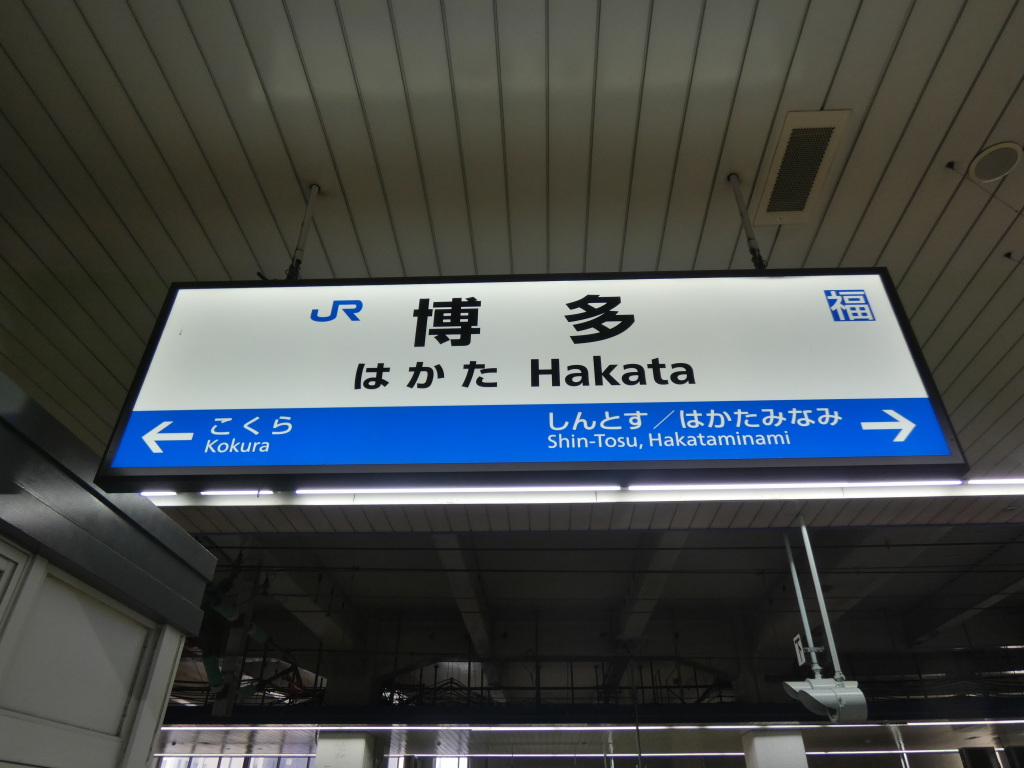 JR 博多 福
はかた Hakata
← こくら しんとす／はかたみなみ →
Kokura Shin-Tosu, Hakataminami